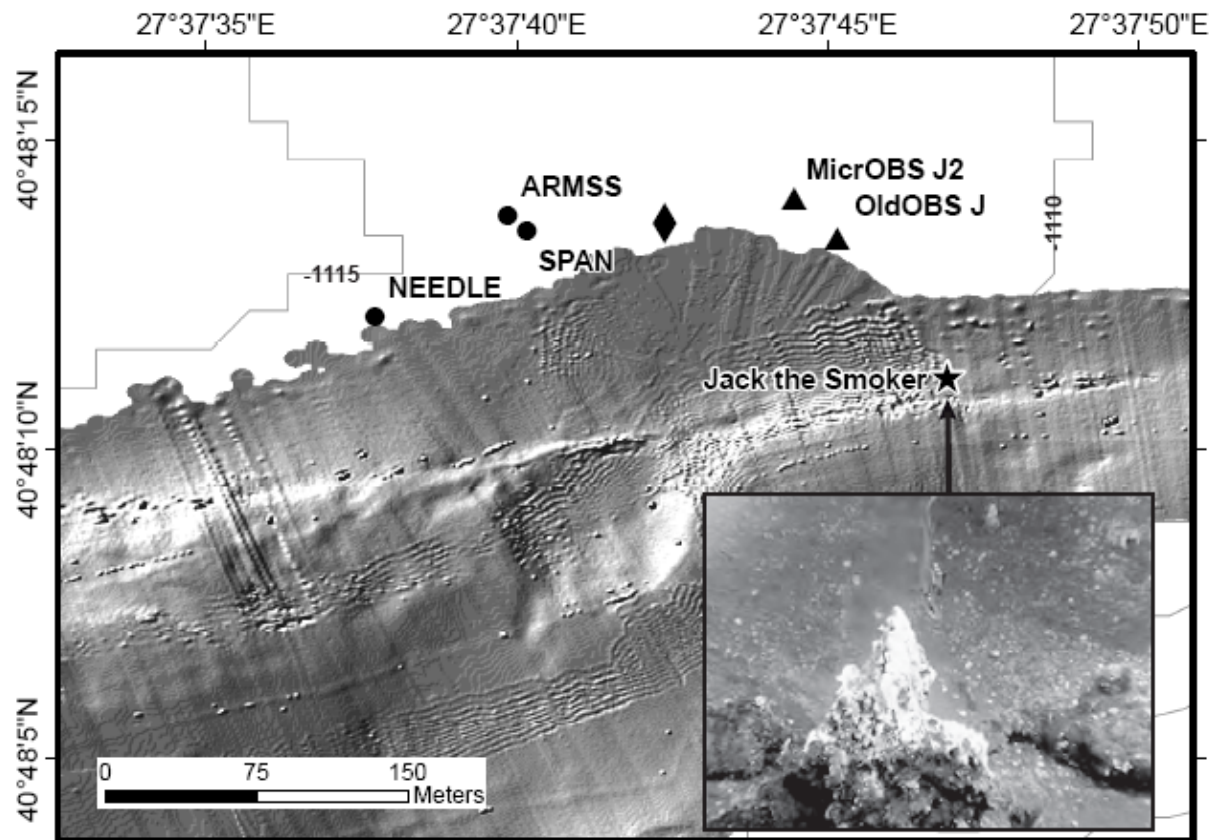 27°37'35"E
27°37'40"E
27°37'45"E
27°37'50"E
40°48'15"N
MicrOBS J2
ARMSS
OldOBS J
-1110
SPAN
-1115
NEEDLE
Jack the Smoker
40°48'10"N
40°48'5"N
0
75
150
Meters